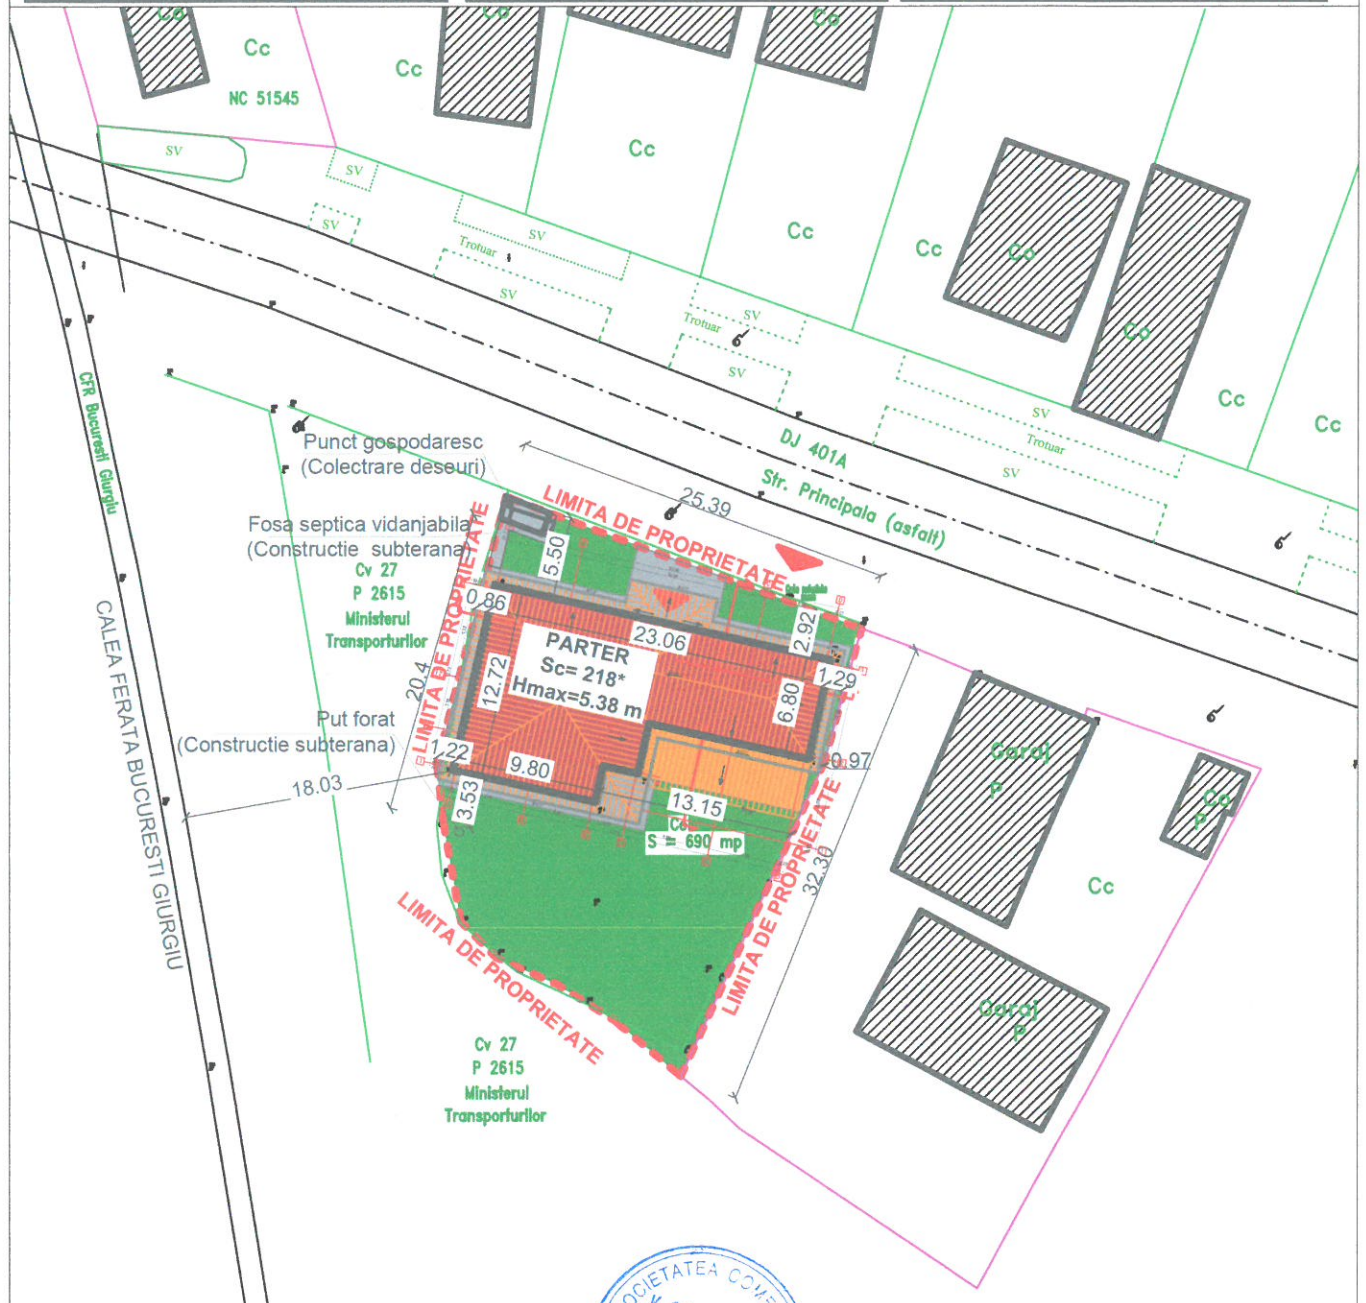 Co
Co
Co
Cc
Cc
NC 51545
Cc
SV
SV
SV
SV
Trotuar
SV
Cc
Cc
Co
Co
SV
Trotuar
SV
Cc
Cc
SV
Trotuar
SV
DJ 401A
Str. Principala (asfalt)
CFR Bucuresti Giurgiu
CALEA FERATA BUCURESTI GIURGIU
Punct gospodaresc
(Colectrare deseuri)
Fosa septica vidanjabila
(Constructie subterana)
Cv 27
P 2615
Ministerul
Transporturilor
Put forat
(Constructie subterana)
18.03
LIMITA DE PROPRIETATE
20.4
LIMITA DE PROPRIETATE
25.39
5.50
0.86
23.06
2.92
1.29
PARTER
Sc= 218*
Hmax=5.38 m
12.72
6.80
1.22
9.80
0.97
3.53
13.15
S = 690 mp
LIMITA DE PROPRIETATE
32.30
LIMITA DE PROPRIETATE
Cv 27
P 2615
Ministerul
Transporturilor
Garaj
P
Co
P
Cc
Garaj
P